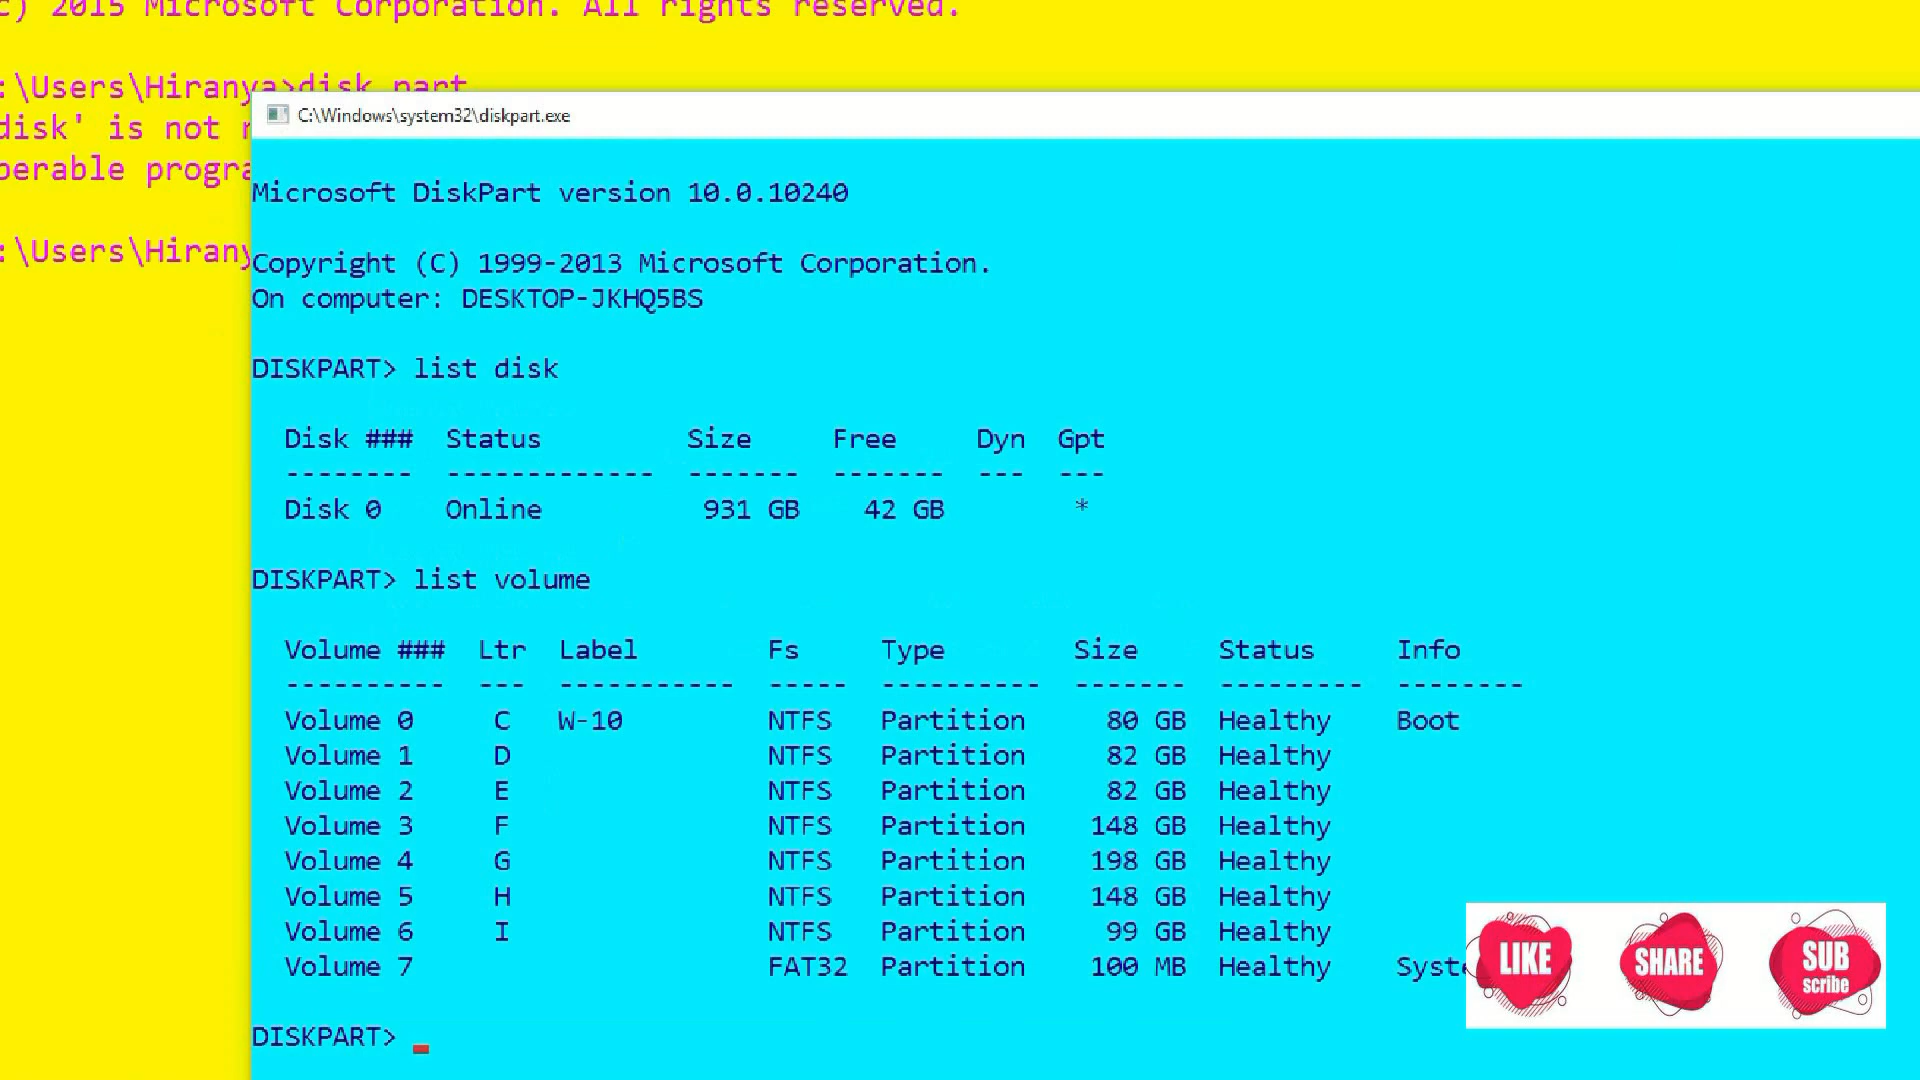 c) 2015 Microsoft Corporation. All rights reserved.
:\Users\Hiranya>disk part
disk' is not r
perable progra
:\Users\Hirany
C:\Windows\system32\diskpart.exe
Microsoft DiskPart version 10.0.10240
Copyright (C) 1999-2013 Microsoft Corporation.
On computer: DESKTOP-JKHQ5BS
DISKPART> list disk
Disk ###  Status         Size     Free     Dyn  Gpt
--------  -------------  -------  -------  ---  ---
Disk 0    Online          931 GB    42 GB        *
DISKPART> list volume
Volume ###  Ltr  Label        Fs     Type        Size     Status     Info
----------  ---  -----------  -----  ----------  -------  ---------  --------
Volume 0     C   W-10         NTFS   Partition     80 GB  Healthy    Boot
Volume 1     D                NTFS   Partition     82 GB  Healthy
Volume 2     E                NTFS   Partition     82 GB  Healthy
Volume 3     F                NTFS   Partition    148 GB  Healthy
Volume 4     G                NTFS   Partition    198 GB  Healthy
Volume 5     H                NTFS   Partition    148 GB  Healthy
Volume 6     I                NTFS   Partition     99 GB  Healthy
Volume 7                      FAT32  Partition    100 MB  Healthy    Syste
DISKPART>
LIKE
SHARE
SUB
scribe